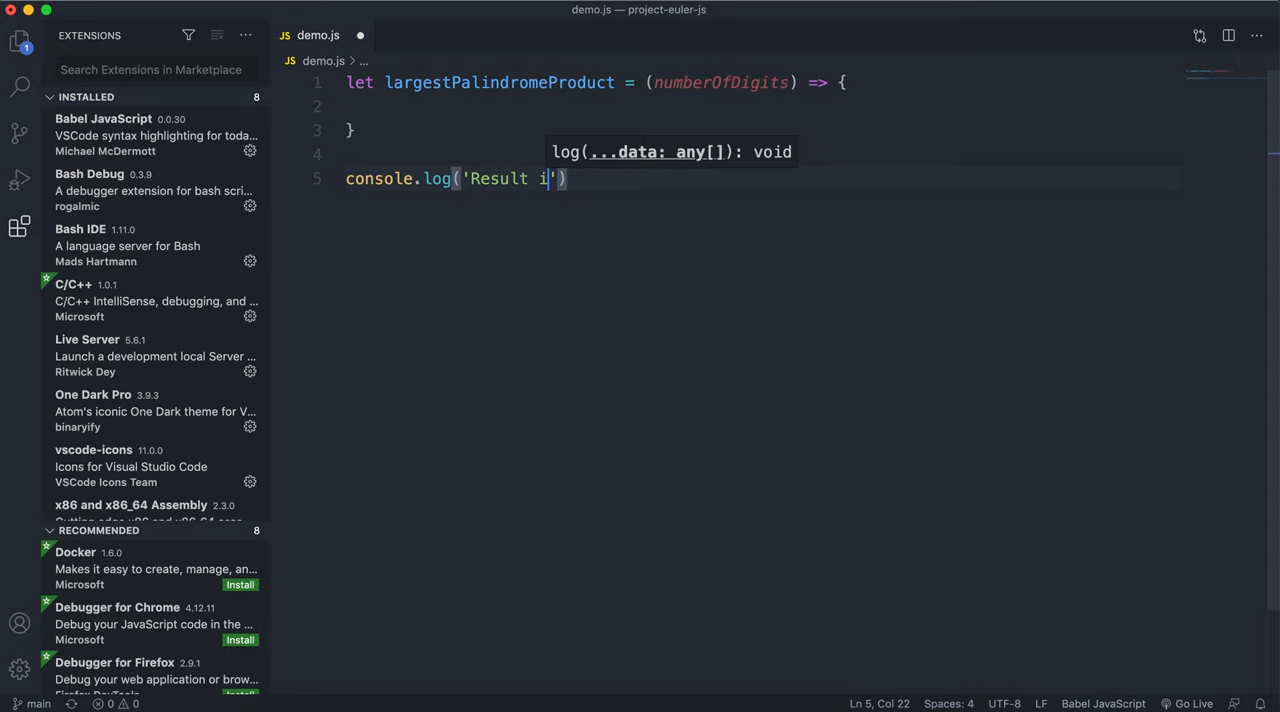 demo.js — project-euler-js
EXTENSIONS
Search Extensions in Marketplace
INSTALLED 8
Babel JavaScript 0.0.30
VSCode syntax highlighting for toda...
Michael McDermott
Bash Debug 0.3.9
A debugger extension for bash scri...
rogalmic
Bash IDE 1.11.0
A language server for Bash
Mads Hartmann
C/C++ 1.0.1
C/C++ IntelliSense, debugging, and ...
Microsoft
Live Server 5.6.1
Launch a development local Server ...
Ritwick Dey
One Dark Pro 3.9.3
Atom's iconic One Dark theme for V...
binaryify
vscode-icons 11.0.0
Icons for Visual Studio Code
VSCode Icons Team
x86 and x86_64 Assembly 2.3.0
RECOMMENDED 8
Docker 1.6.0
Makes it easy to create, manage, an...
Microsoft Install
Debugger for Chrome 4.12.11
Debug your JavaScript code in the ...
Microsoft Install
Debugger for Firefox 2.9.1
Debug your web application or brow...
1
JS demo.js
JS demo.js > ...
1 let largestPalindromeProduct = (numberOfDigits) => {
2
3 }
4
log(...data: any[]): void
5 console.log('Result i')
main 0 0
Ln 5, Col 22 Spaces: 4 UTF-8 LF Babel JavaScript Go Live